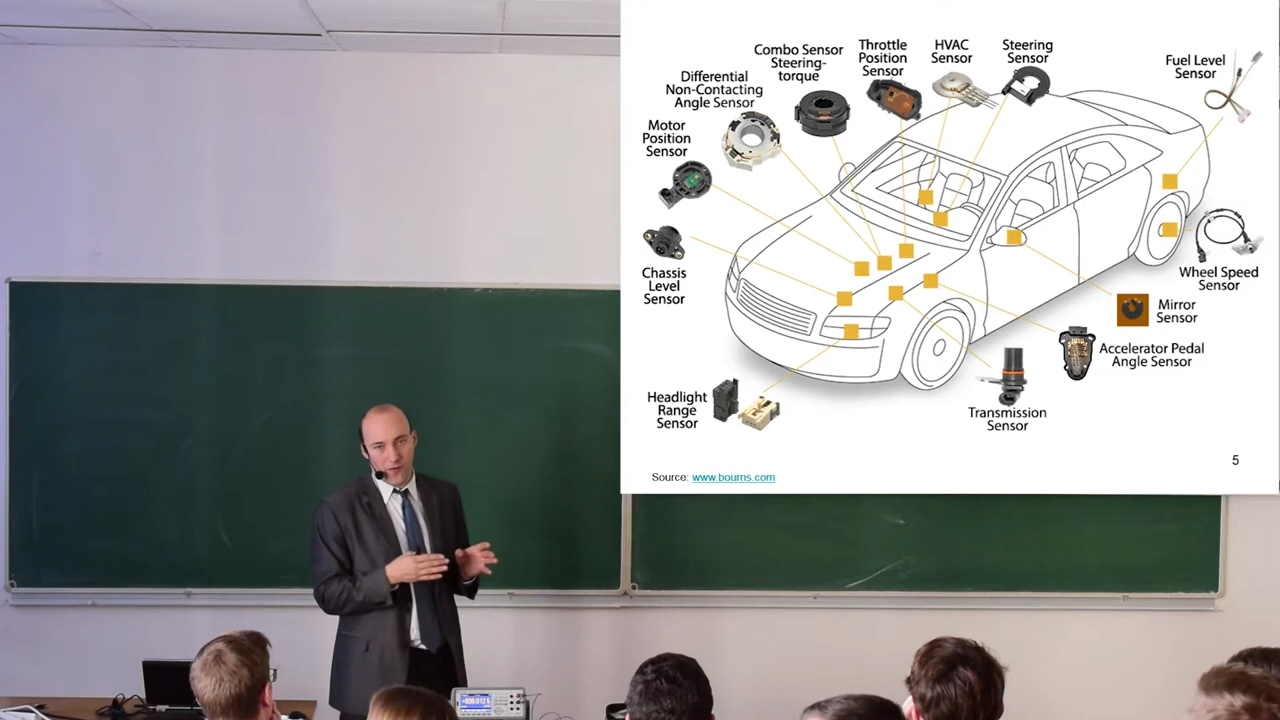 Combo Sensor
Steering-
torque
Throttle
Position
Sensor
HVAC
Sensor
Steering
Sensor
Fuel Level
Sensor
Differential
Non-Contacting
Angle Sensor
Motor
Position
Sensor
Chassis
Level
Sensor
Wheel Speed
Sensor
Mirror
Sensor
Accelerator Pedal
Angle Sensor
Headlight
Range
Sensor
Transmission
Sensor
5
Source: www.bourns.com